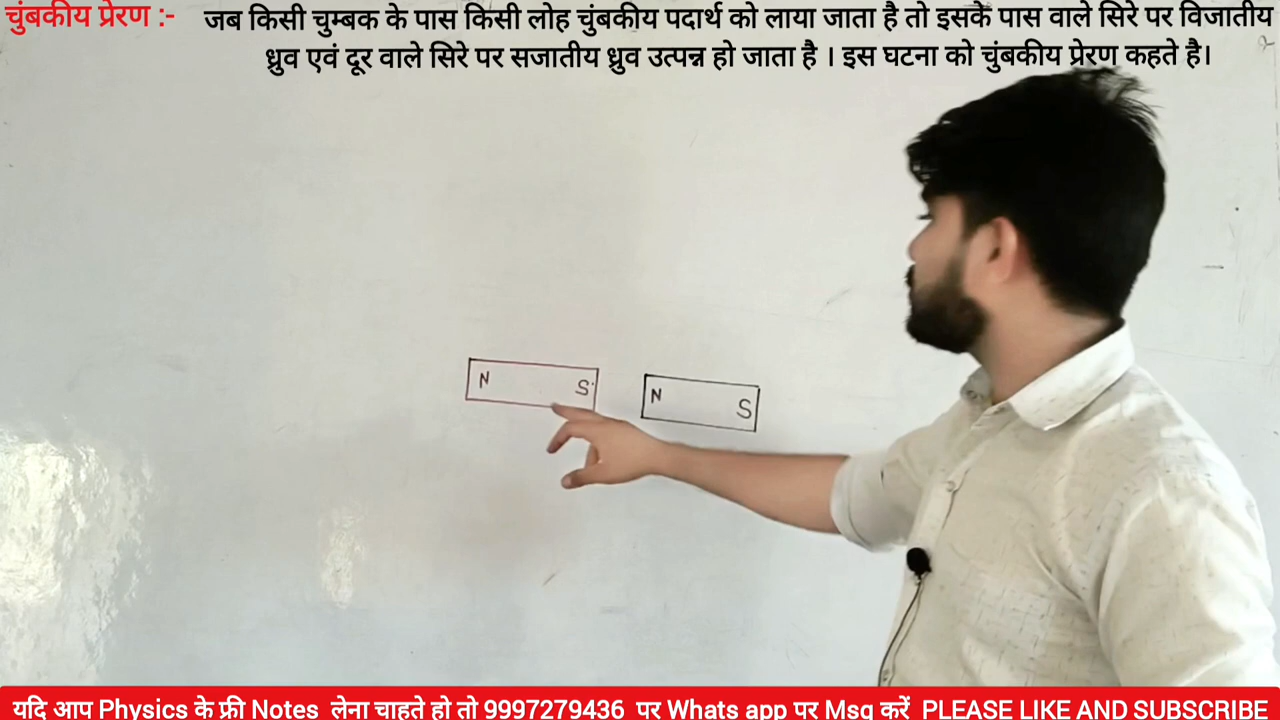 चुंबकीय प्रेरण :- जब किसी चुम्बक के पास किसी लोह चुंबकीय पदार्थ को लाया जाता है तो इसके पास वाले सिरे पर विजातीय
ध्रुव एवं दूर वाले सिरे पर सजातीय ध्रुव उत्पन्न हो जाता है । इस घटना को चुंबकीय प्रेरण कहते है।
N S N S
यदि आप Physics के फ्री Notes लेना चाहते हो तो 9997279436 पर Whats app पर Msg करें PLEASE LIKE AND SUBSCRIBE